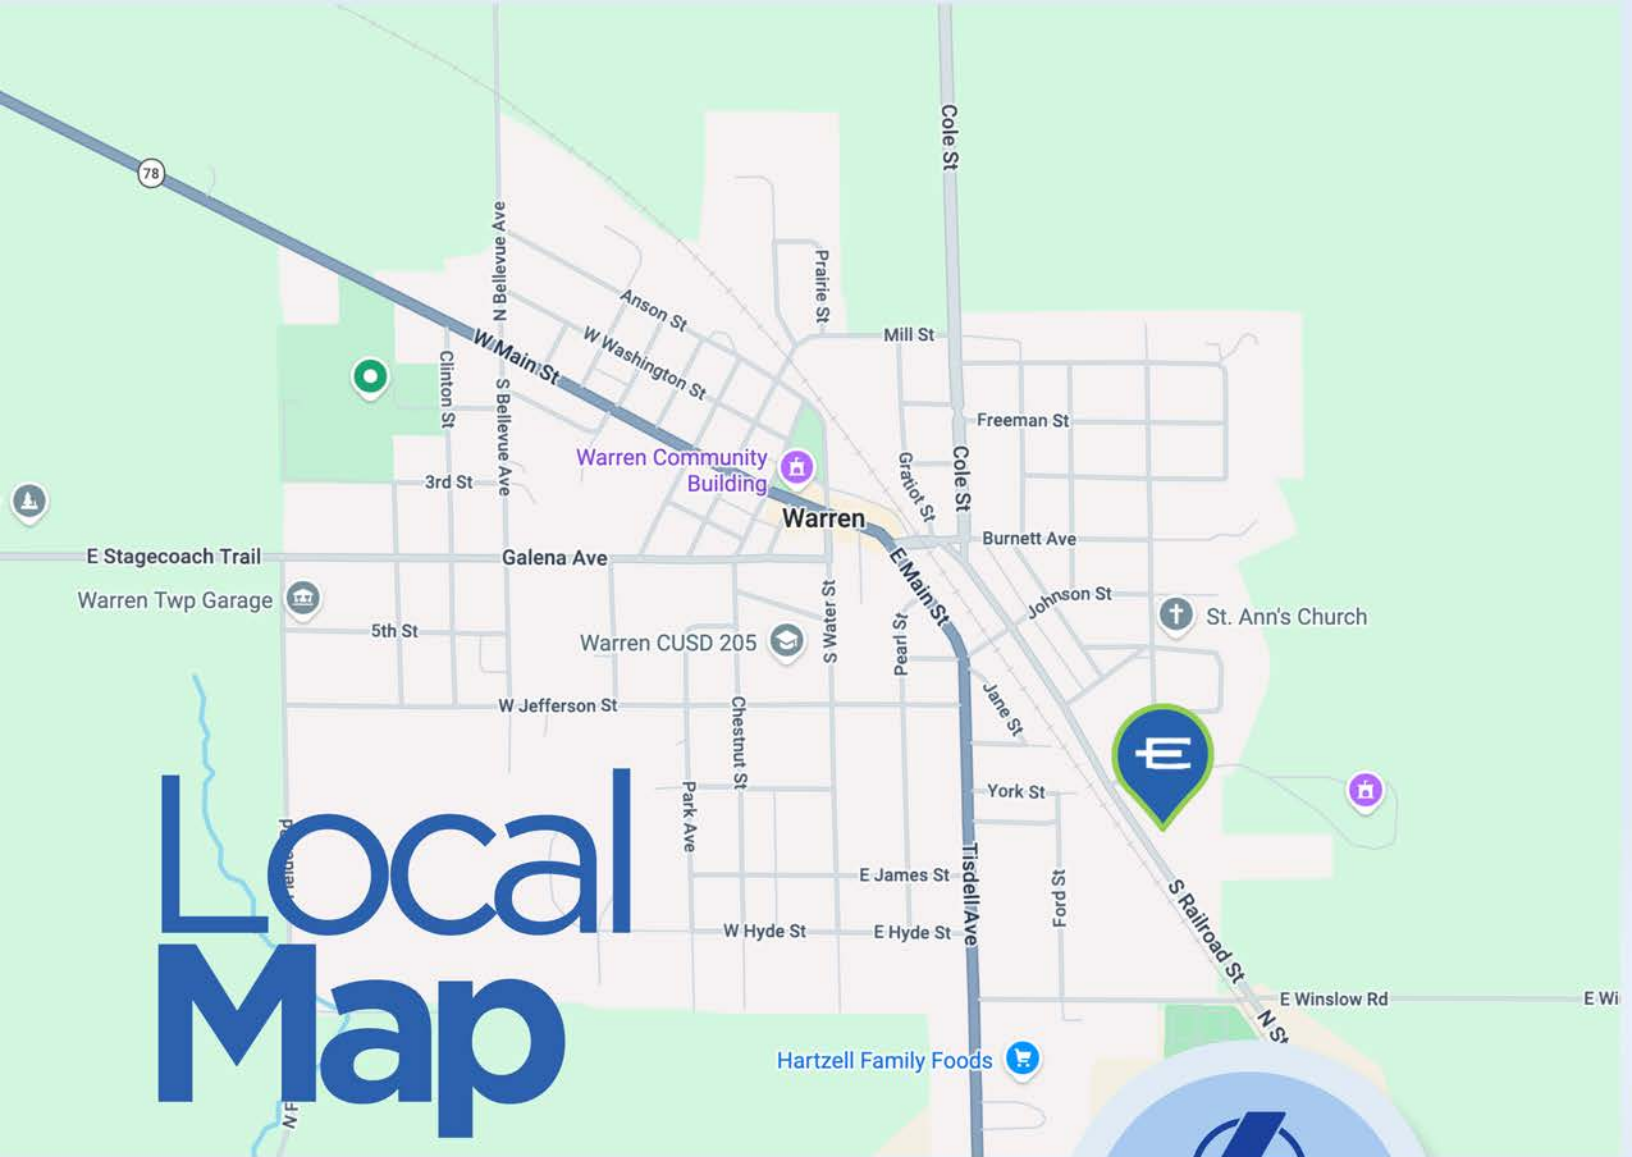 Cole St
78
N Bellevue Ave
Prairie St
Anson St
Mill St
W Washington St
W Main St
Clinton St
S Bellevue Ave
Freeman St
Warren Community
Building
Gratiot St
Cole St
3rd St
Warren
Burnett Ave
E Stagecoach Trail
Galena Ave
E Main St
Warren Twp Garage
Johnson St
St. Ann's Church
5th St
Warren CUSD 205
S Water St
Pearl St
W Jefferson St
Chestnut St
Jane St
York St
Park Ave
Local
Map
E James St
Tisdell Ave
Ford St
S Railroad St
W Hyde St
E Hyde St
E Winslow Rd
E Wi
N St
Hartzell Family Foods